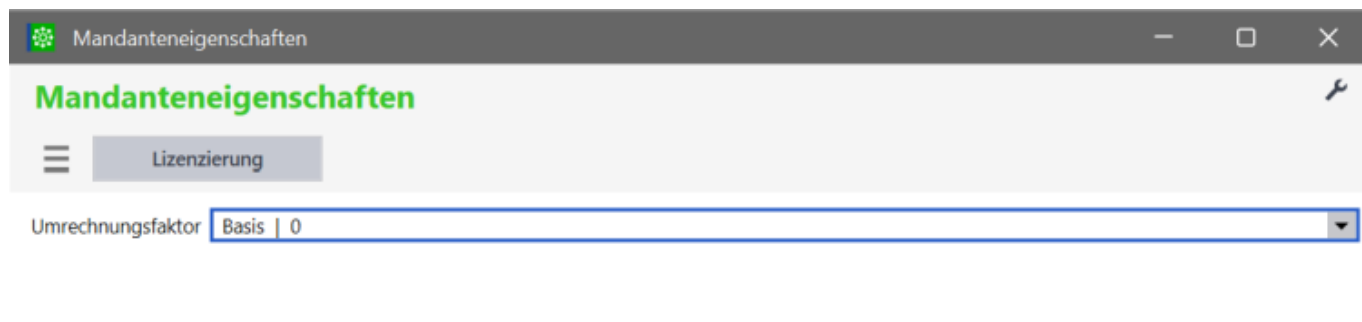 Mandanteneigenschaften
Mandanteneigenschaften
Lizenzierung
Umrechnungsfaktor Basis | 0